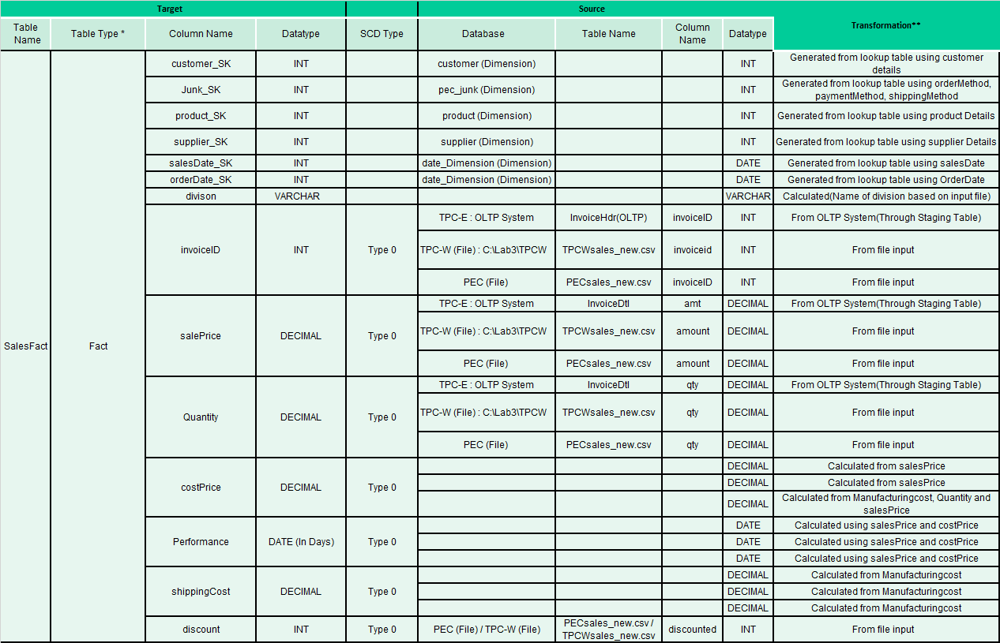 Target Source Transformation**
Table Name Table Type * Column Name Datatype SCD Type Database Table Name Column Name Datatype
SalesFact Fact
customer_SK INT customer (Dimension) INT Generated from lookup table using customer details
Junk_SK INT pec_junk (Dimension) INT Generated from lookup table using orderMethod, paymentMethod, shippingMethod
product_SK INT product (Dimension) INT Generated from lookup table using product Details
supplier_SK INT supplier (Dimension) INT Generated from lookup table using supplier Details
salesDate_SK INT date_Dimension (Dimension) DATE Generated from lookup table using salesDate
orderDate_SK INT date_Dimension (Dimension) DATE Generated from lookup table using OrderDate
divison VARCHAR VARCHAR Calculated(Name of division based on input file)
invoiceID INT Type 0
TPC-E : OLTP System InvoiceHdr(OLTP) invoiceID INT From OLTP System(Through Staging Table)
TPC-W (File) : C:\Lab3\TPCW TPCWsales_new.csv invoiceid INT From file input
PEC (File) PECsales_new.csv invoiceID INT From file input
salePrice DECIMAL Type 0
TPC-E : OLTP System InvoiceDtl amt DECIMAL From OLTP System(Through Staging Table)
TPC-W (File) : C:\Lab3\TPCW TPCWsales_new.csv amount DECIMAL From file input
PEC (File) PECsales_new.csv amount DECIMAL From file input
Quantity DECIMAL Type 0
TPC-E : OLTP System InvoiceDtl qty DECIMAL From OLTP System(Through Staging Table)
TPC-W (File) : C:\Lab3\TPCW TPCWsales_new.csv qty DECIMAL From file input
PEC (File) PECsales_new.csv qty DECIMAL From file input
costPrice DECIMAL Type 0
DECIMAL Calculated from salesPrice
DECIMAL Calculated from salesPrice
DECIMAL Calculated from Manufacturingcost, Quantity and salesPrice
Performance DATE (In Days) Type 0
DATE Calculated using salesPrice and costPrice
DATE Calculated using salesPrice and costPrice
DATE Calculated using salesPrice and costPrice
shippingCost DECIMAL Type 0
DECIMAL Calculated from Manufacturingcost
DECIMAL Calculated from Manufacturingcost
DECIMAL Calculated from Manufacturingcost
discount INT Type 0 PEC (File) / TPC-W (File) PECsales_new.csv / TPCWsales_new.csv discounted INT From file input